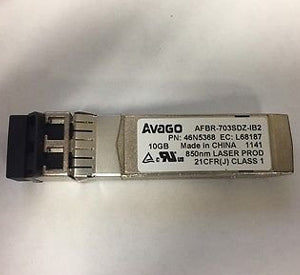 AVAGO AFBR-703SDZ-IB2
PN: 46N5368 EC: L68187
10GB Made in CHINA 1141
850nm LASER PROD
21CFR(J) CLASS 1